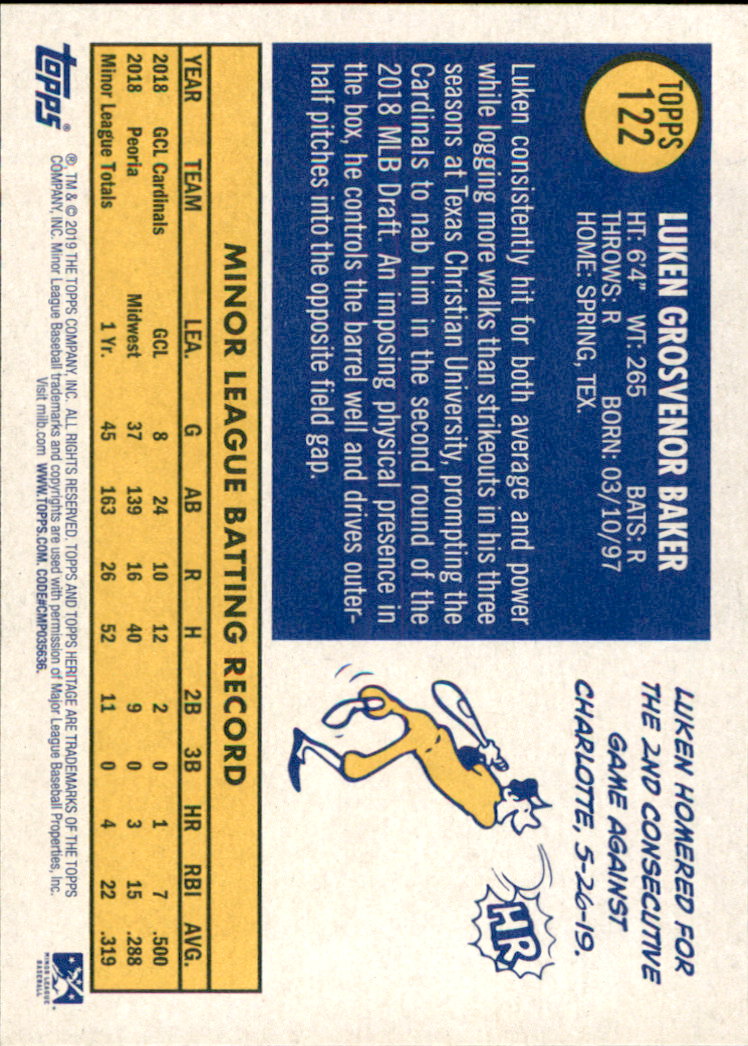 TOPPS
122
LUKEN GROSVENOR BAKER
HT: 6'4" WT: 265 BATS: R
THROWS: R BORN: 03/10/97
HOME: SPRING, TEX.
Luken consistently hit for both average and power
while logging more walks than strikeouts in his three
seasons at Texas Christian University, prompting the
Cardinals to nab him in the second round of the
2018 MLB Draft. An imposing physical presence in
the box, he controls the barrel well and drives outer-
half pitches into the opposite field gap.
LUKEN HOMERED FOR
THE 2ND CONSECUTIVE
GAME AGAINST
CHARLOTTE, 5-26-19.
HR
MINOR LEAGUE BATTING RECORD
YEAR TEAM LEA. G AB R H 2B 3B HR RBI AVG.
2018 GCL Cardinals GCL 8 24 10 12 2 0 1 7 .500
2018 Peoria Midwest 37 139 16 40 9 0 3 15 .288
Minor League Totals 1 Yr. 45 163 26 52 11 0 4 22 .319
Topps®
®, TM & © 2019 THE TOPPS COMPANY, INC. ALL RIGHTS RESERVED. TOPPS AND TOPPS HERITAGE ARE TRADEMARKS OF THE TOPPS
COMPANY, INC. Minor League Baseball trademarks and copyrights are used with permission of Major League Baseball Properties, Inc.
Visit milb.com WWW.TOPPS.COM. CODE#CMP035636.
MINOR LEAGUE
BASEBALL